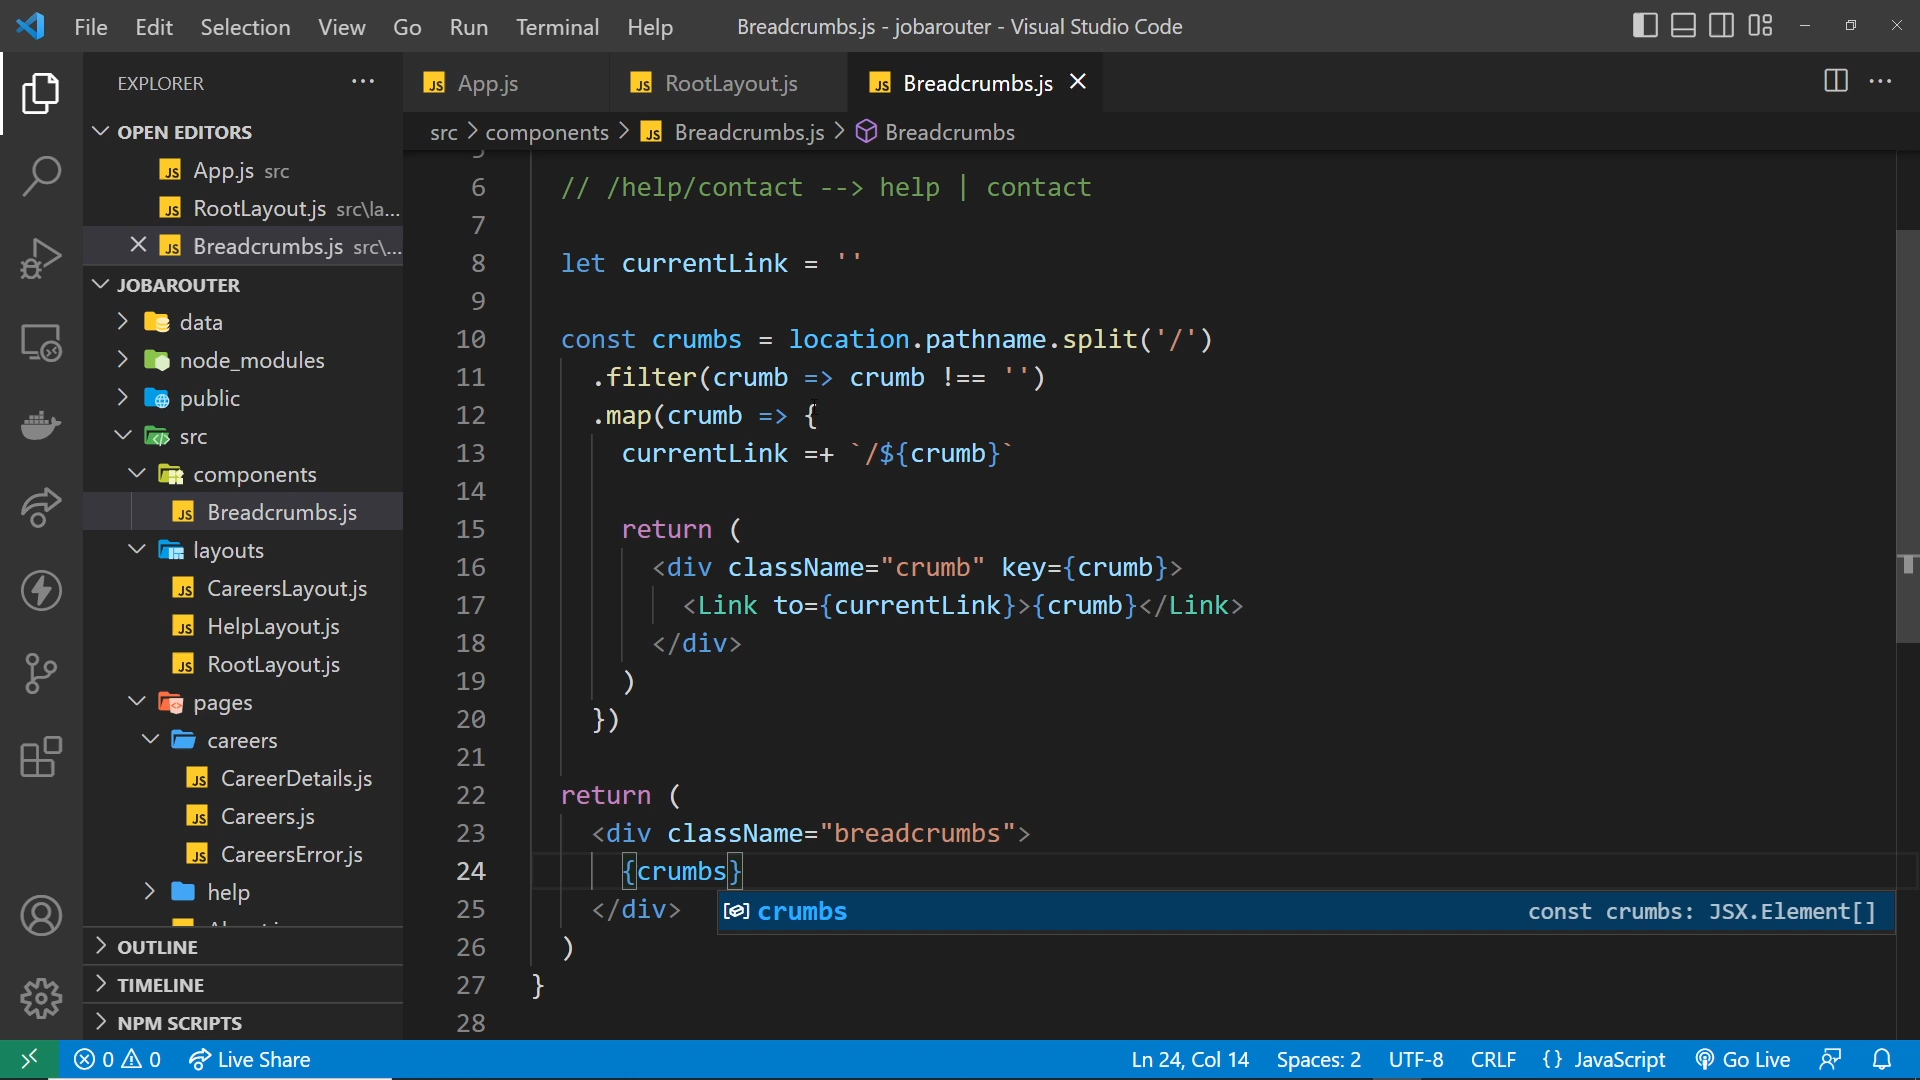 File Edit Selection View Go Run Terminal Help
Breadcrumbs.js - jobarouter - Visual Studio Code
EXPLORER
OPEN EDITORS
App.js src
RootLayout.js src\la...
Breadcrumbs.js src\...
JOBAROUTER
data
node_modules
public
src
components
Breadcrumbs.js
layouts
CareersLayout.js
HelpLayout.js
RootLayout.js
pages
careers
CareerDetails.js
Careers.js
CareersError.js
help
OUTLINE
TIMELINE
NPM SCRIPTS
App.js RootLayout.js Breadcrumbs.js
src > components > Breadcrumbs.js > Breadcrumbs
6 // /help/contact --> help | contact
7
8 let currentLink = ''
9
10 const crumbs = location.pathname.split('/')
11 .filter(crumb => crumb !== '')
12 .map(crumb => {
13 currentLink =+ `/${crumb}`
14
15 return (
16 <div className="crumb" key={crumb}>
17 <Link to={currentLink}>{crumb}</Link>
18 </div>
19 )
20 })
21
22 return (
23 <div className="breadcrumbs">
24 {crumbs}
25 </div>
crumbs const crumbs: JSX.Element[]
26 )
27 }
28
0 0 Live Share Ln 24, Col 14 Spaces: 2 UTF-8 CRLF {} JavaScript Go Live